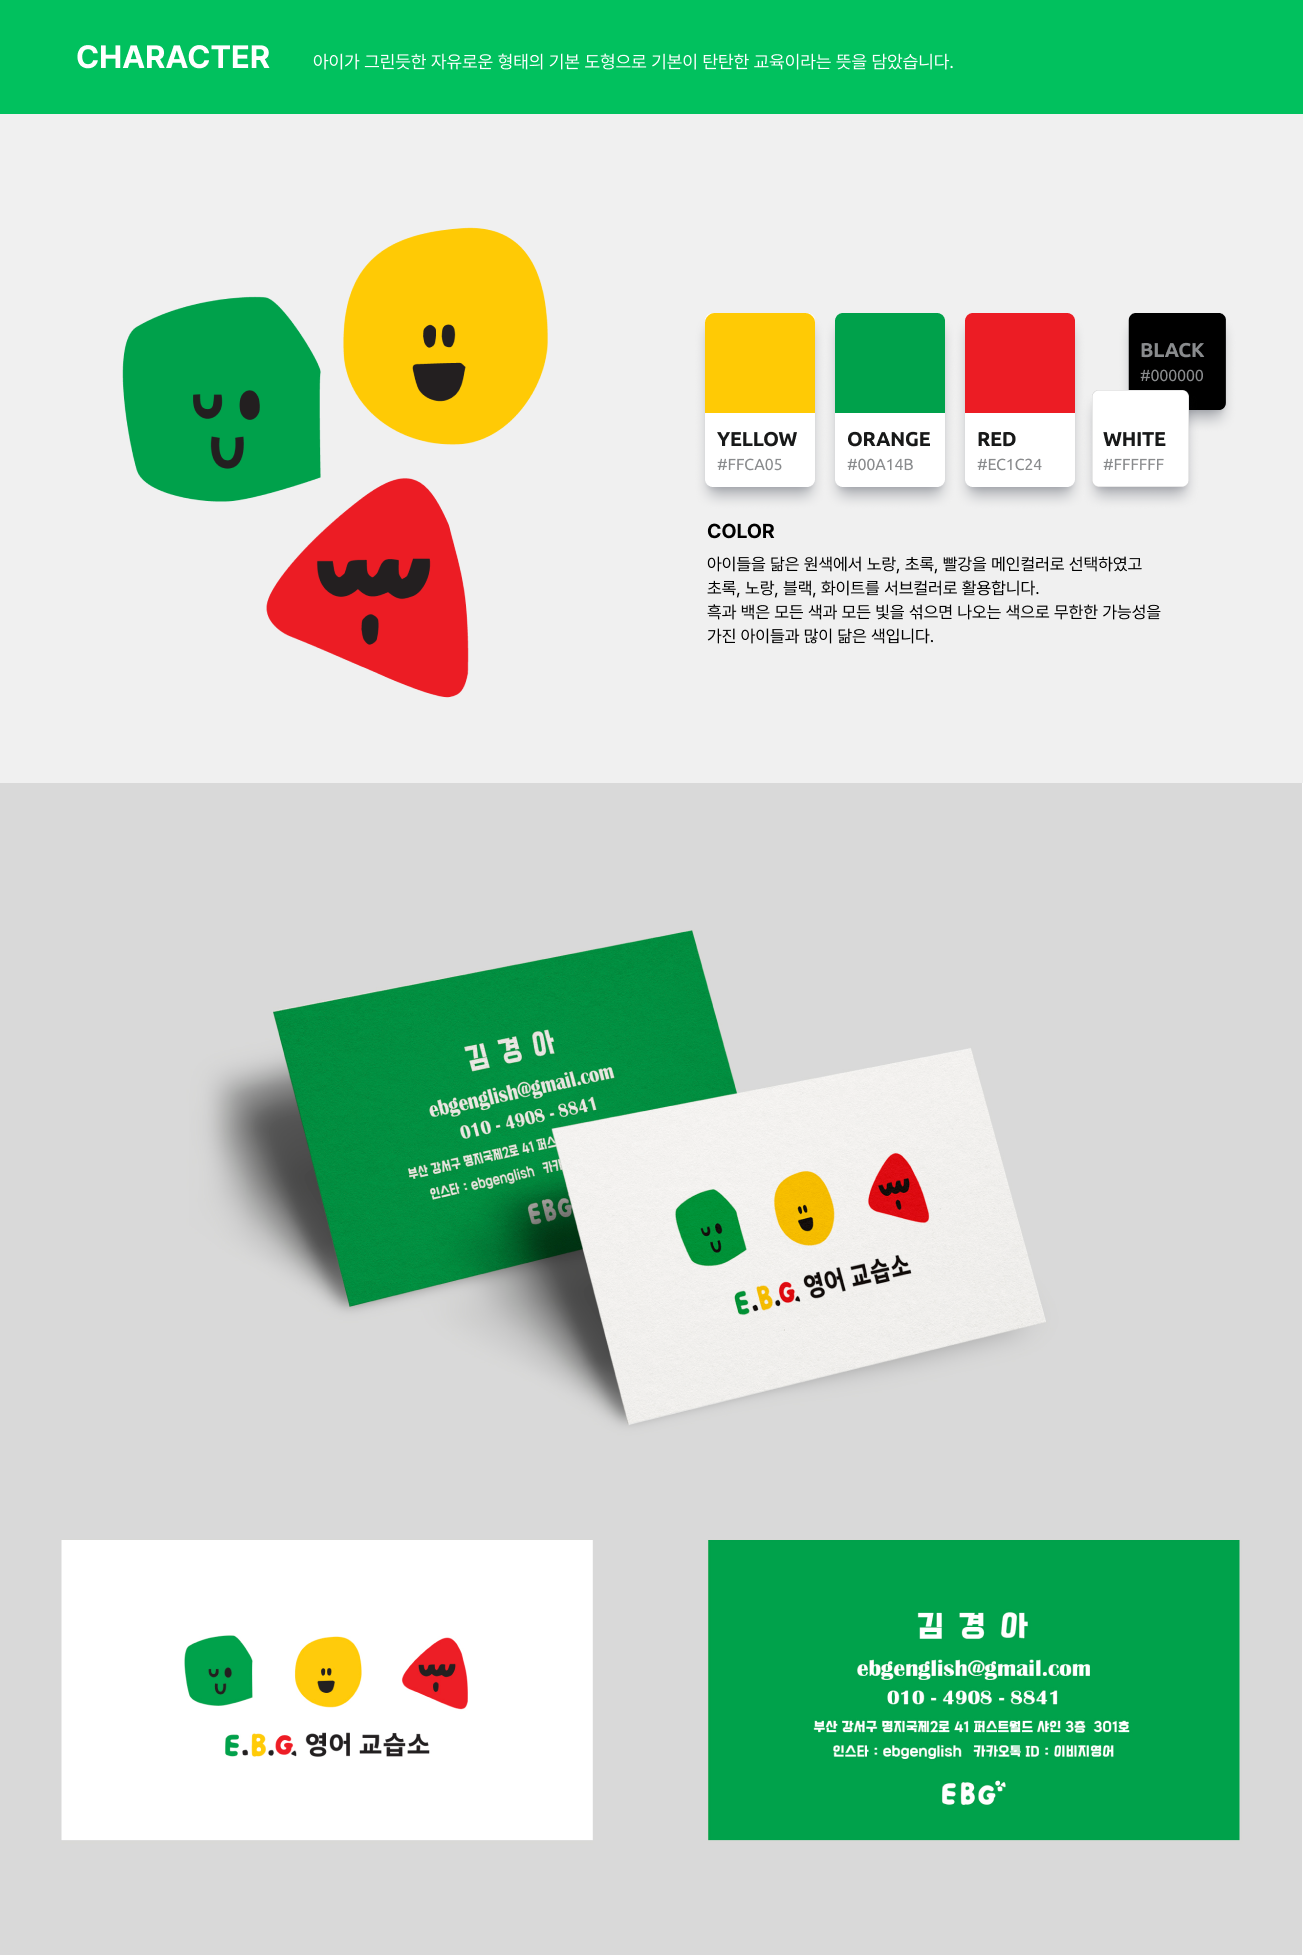 CHARACTER
아이가 그린듯한 자유로운 형태의 기본 도형으로 기본이 탄탄한 교육이라는 뜻을 담았습니다.
YELLOW
#FFCA05
ORANGE
#00A14B
RED
#EC1C24
BLACK
#000000
WHITE
#FFFFFF
COLOR
아이들을 닮은 원색에서 노랑, 초록, 빨강을 메인컬러로 선택하였고
초록, 노랑, 블랙, 화이트를 서브컬러로 활용합니다.
흑과 백은 모든 색과 모든 빛을 섞으면 나오는 색으로 무한한 가능성을
가진 아이들과 많이 닮은 색입니다.
김경아
ebgenglish@gmail.com
010 - 4908 - 8841
부산 강서구 명지국제2로 41 퍼스
인스타 : ebgenglish 카카
EBG
E.B.G. 영어 교습소
E.B.G. 영어 교습소
김경아
ebgenglish@gmail.com
010 - 4908 - 8841
부산 강서구 명지국제2로 41 퍼스트월드 샤인 3층 301호
인스타 : ebgenglish 카카오톡 ID : 이비지영어
EBG